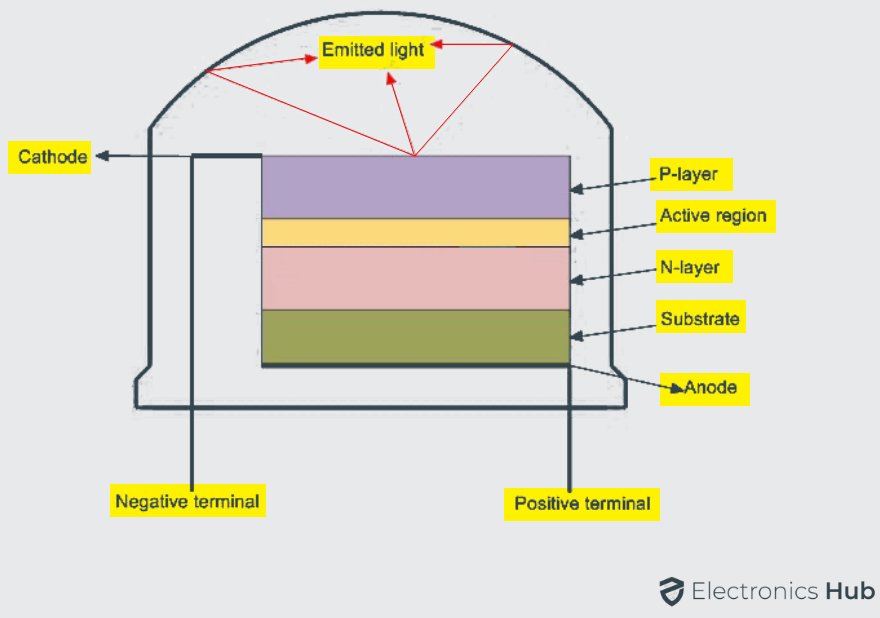 Emitted light
Cathode
P-layer
Active region
N-layer
Substrate
Anode
Negative terminal
Positive terminal
Electronics Hub